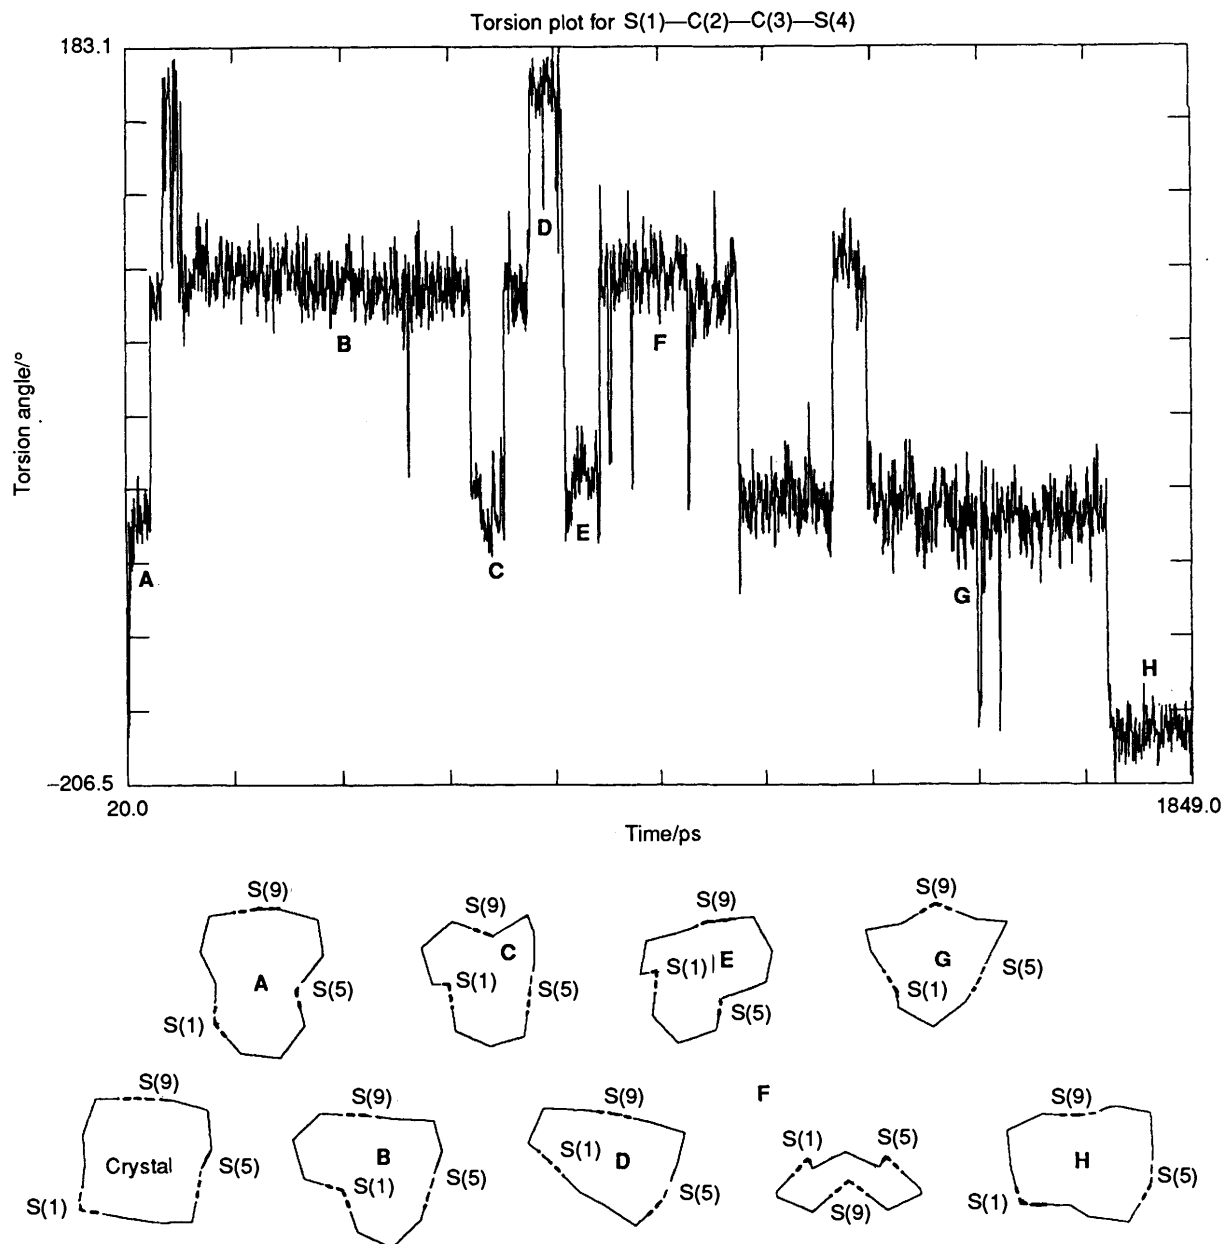 Torsion plot for S(1)—C(2)—C(3)—S(4)
183.1
Torsion angle/°
A
B
C
D
E
F
G
H
−206.5
20.0
1849.0
Time/ps
S(9)
A
S(5)
S(1)
S(9)
C
S(1)
S(5)
S(9)
S(1)
E
S(5)
S(9)
G
S(5)
S(1)
S(9)
Crystal
S(5)
S(1)
S(9)
B
S(1)
S(5)
S(9)
S(1)
D
S(5)
F
S(1)
S(5)
S(9)
S(9)
H
S(5)
S(1)